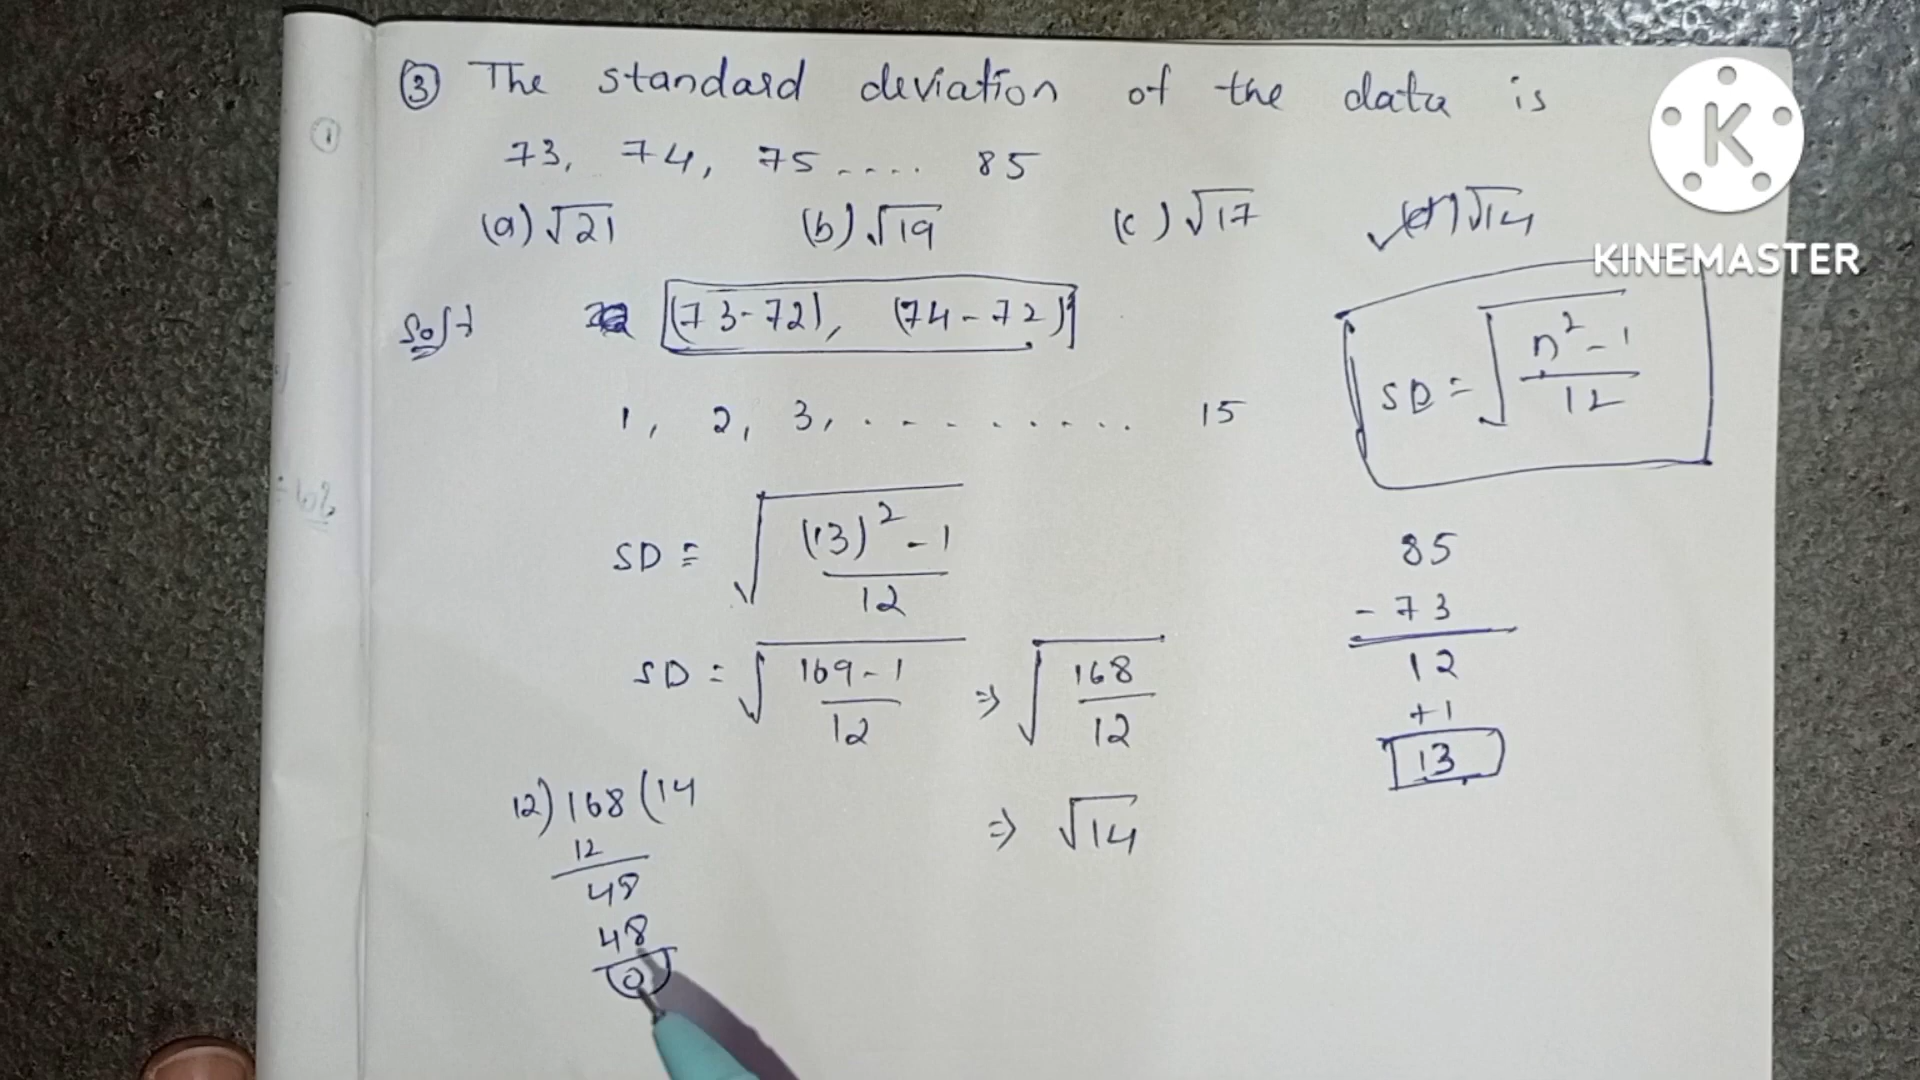 ③ The standard deviation of the data is
73, 74, 75 .... 85
(a) √21 (b) √19 (c) √17 (d) √14
K
KINEMASTER
Sol→ (73-72), (74-72)
SD = √(n²-1/12)
1, 2, 3, .......... 15
SD = √((13)²-1/12)
SD = √(169-1/12) ⇒ √(168/12)
85
- 73
12
+1
13
12)168(14
12
48
48
0
⇒ √14